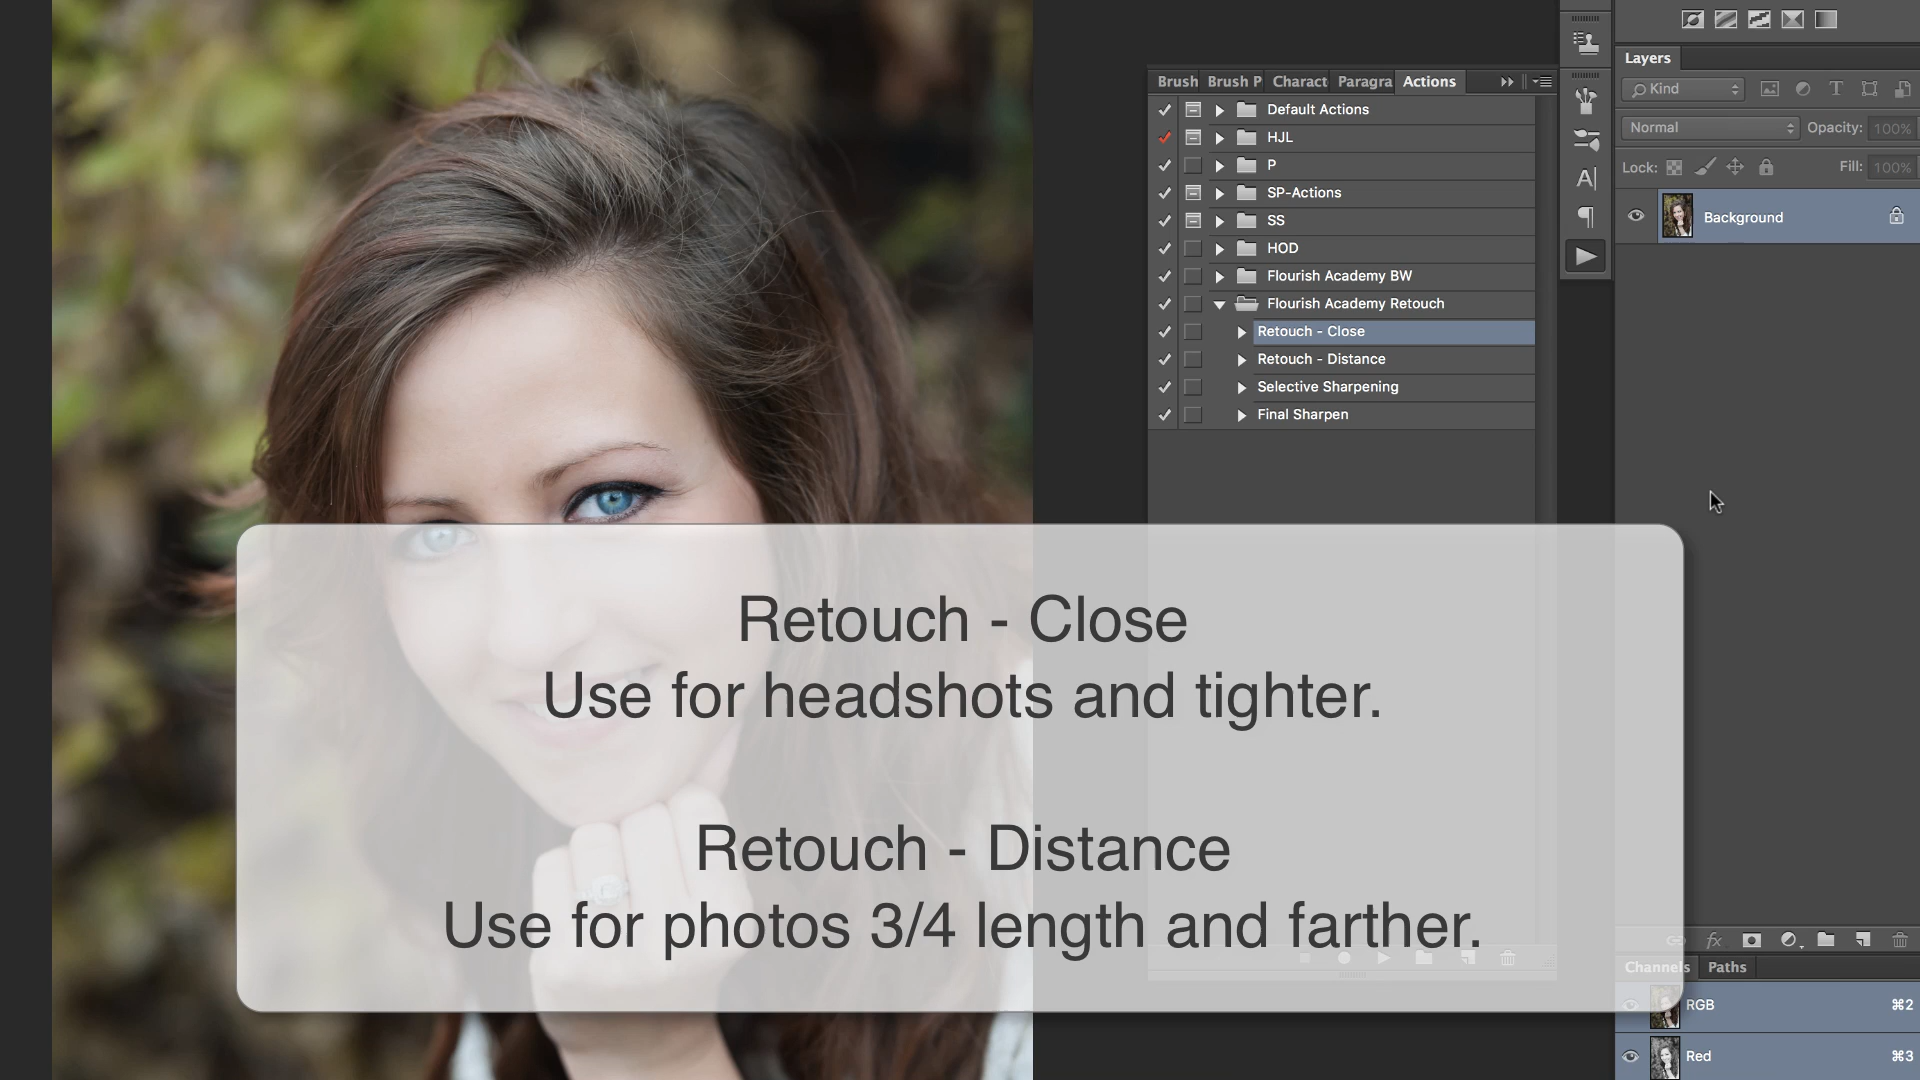 Brush
Brush P
Charact
Paragra
Actions
Default Actions
HJL
P
SP-Actions
SS
HOD
Flourish Academy BW
Flourish Academy Retouch
Retouch - Close
Retouch - Distance
Selective Sharpening
Final Sharpen
Layers
Kind
Normal
Opacity: 100%
Lock:
Fill: 100%
Background
Retouch - Close
Use for headshots and tighter.
Retouch - Distance
Use for photos 3/4 length and farther.
fx
Channels
Paths
RGB ⌘2
Red ⌘3